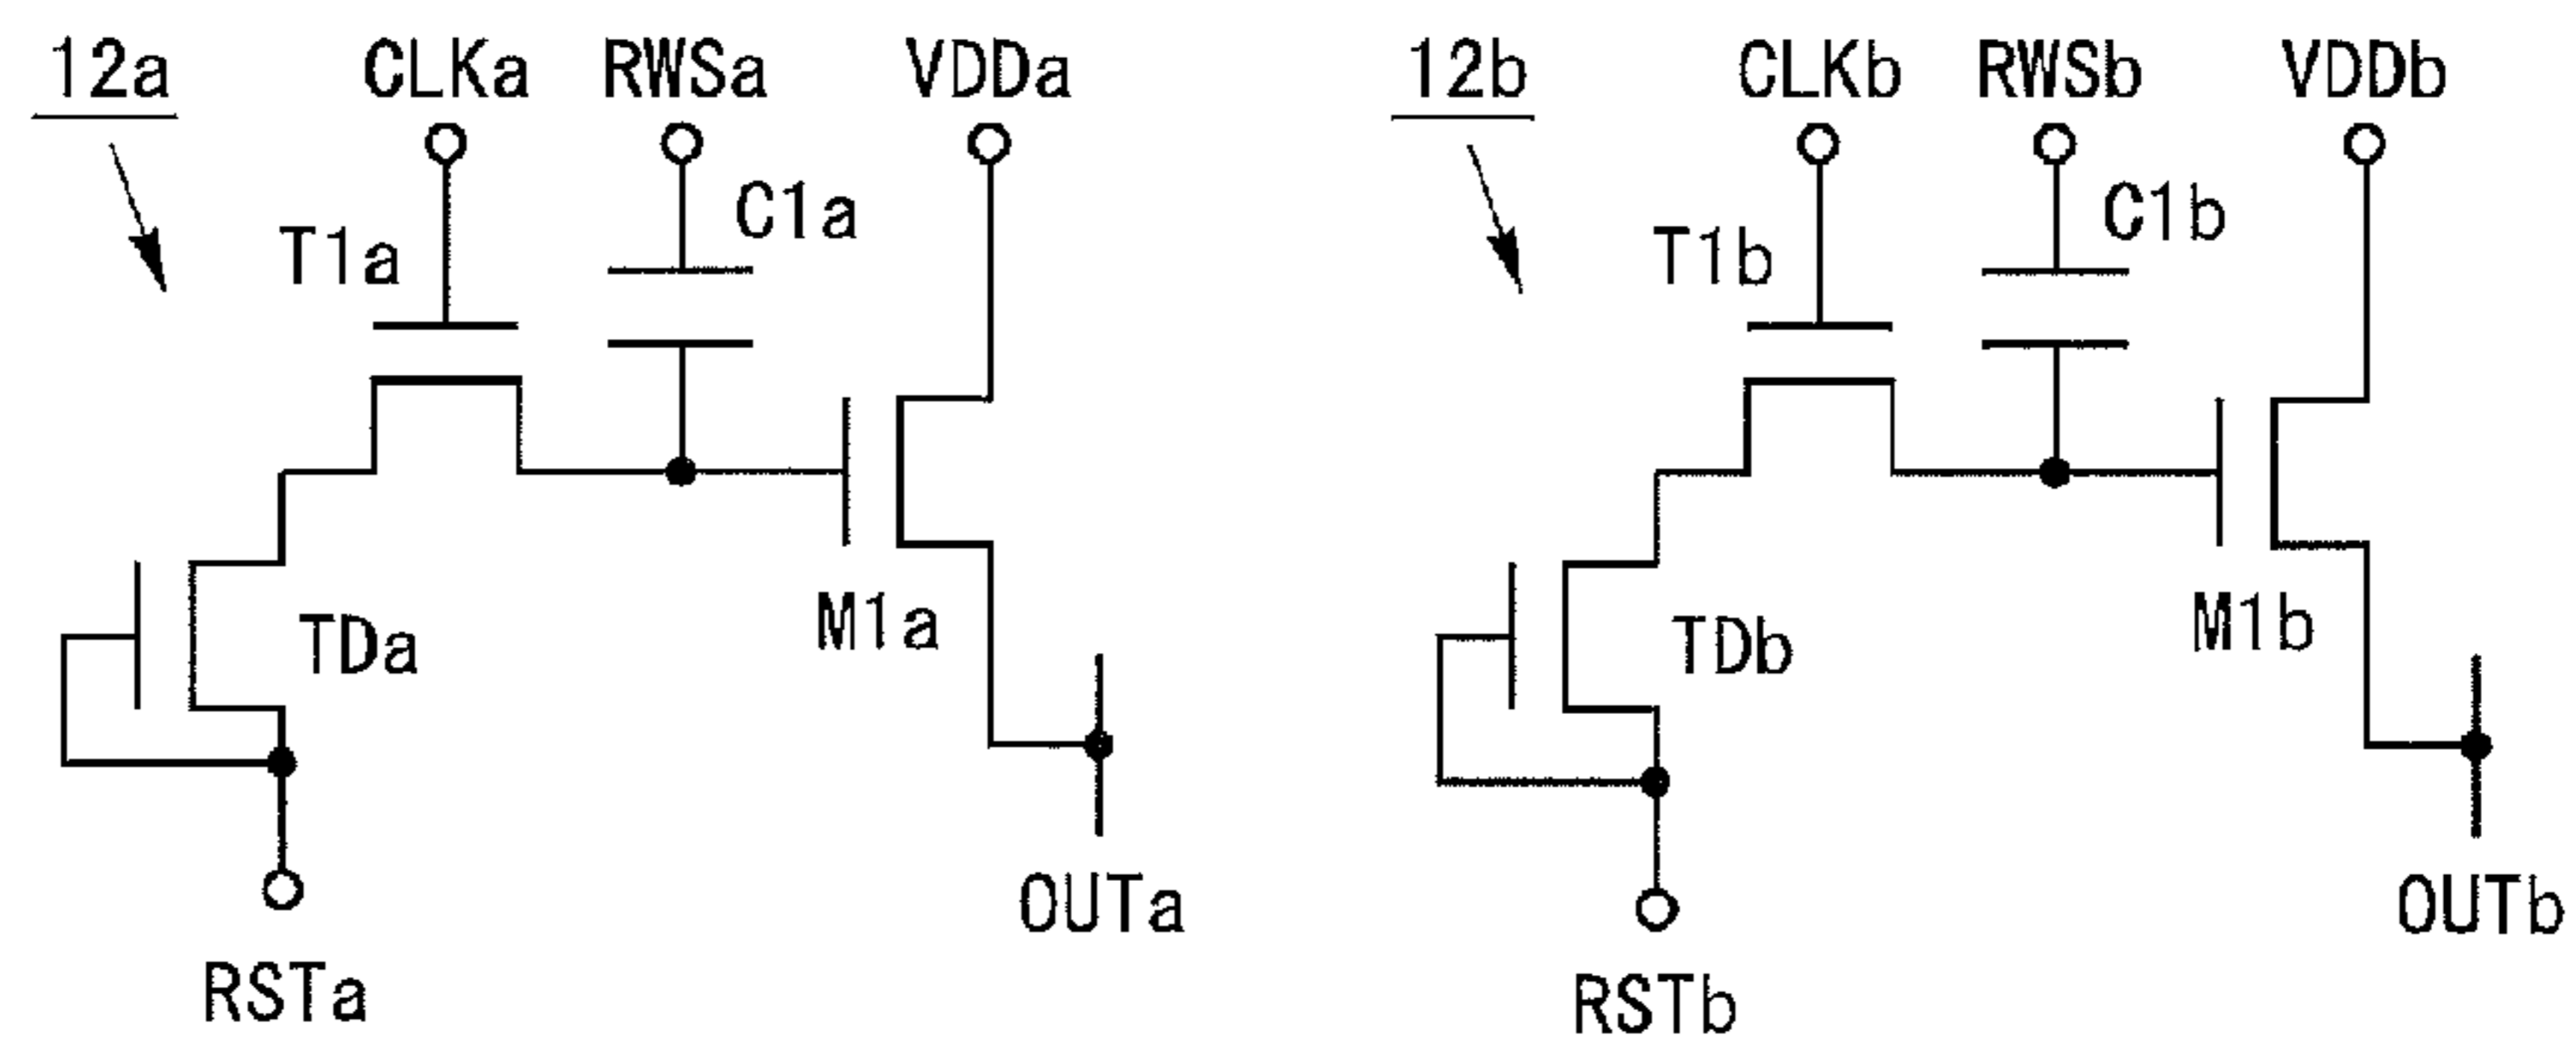 12a CLKa RWSa VDDa
C1a
T1a
TDa M1a
OUTa
RSTa
12b CLKb RWSb VDDb
C1b
T1b
TDb M1b
OUTb
RSTb